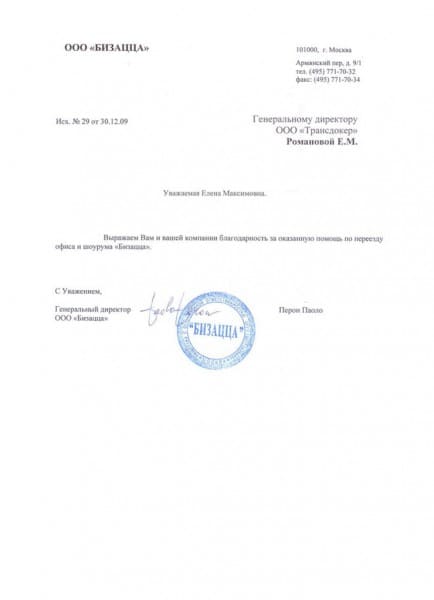 ООО «БИЗАЦЦА»
101000, г. Москва
Армянский пер, д. 9/1
тел. (495) 771-70-32
факс: (495) 771-70-34
Исх. № 29 от 30.12.09
Генеральному директору
ООО «Трансдокер»
Романовой Е.М.
Уважаемая Елена Максимовна.
Выражаем Вам и вашей компании благодарность за оказанную помощь по переезду
офиса и шоурума «Бизацца».
С Уважением,
Генеральный директор
ООО «Бизацца»
Перон Паоло
"БИЗАЦЦА"